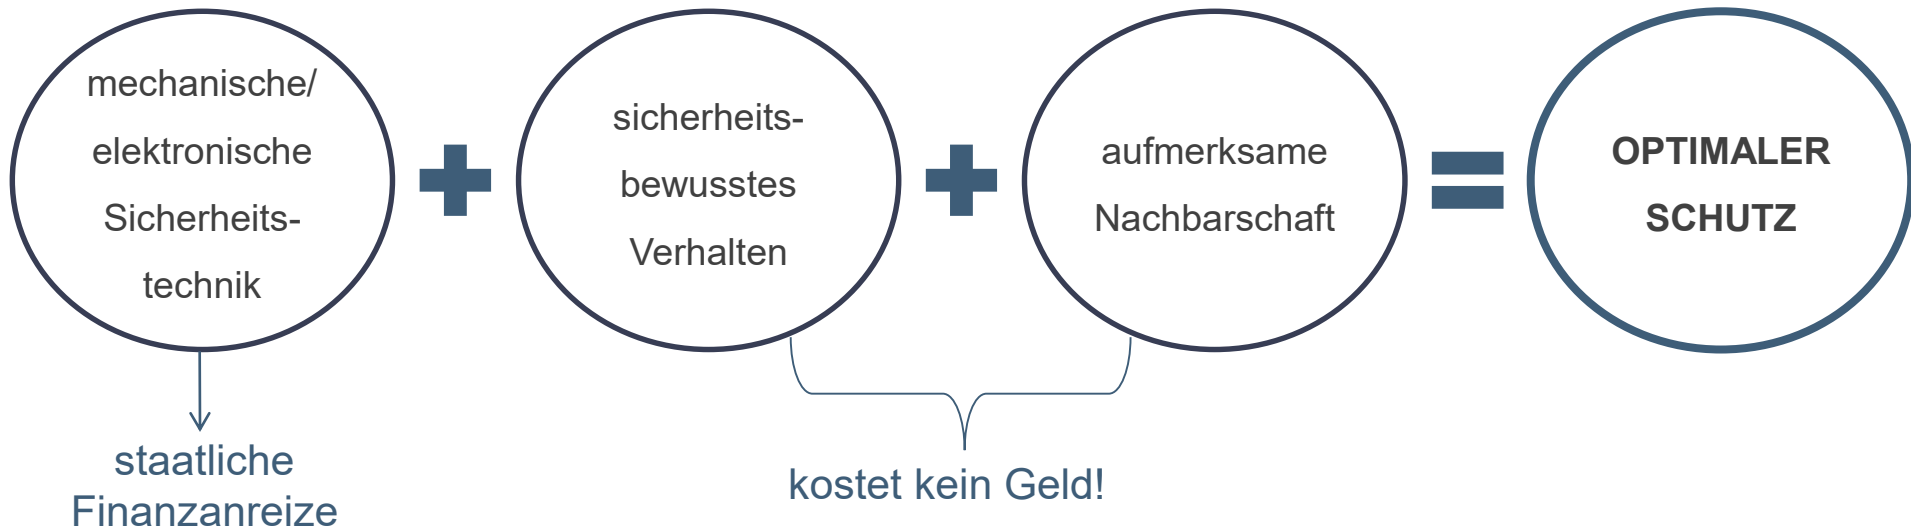 mechanische/
elektronische
Sicherheits-
technik
sicherheits-
bewusstes
Verhalten
aufmerksame
Nachbarschaft
OPTIMALER
SCHUTZ
staatliche
Finanzanreize
kostet kein Geld!